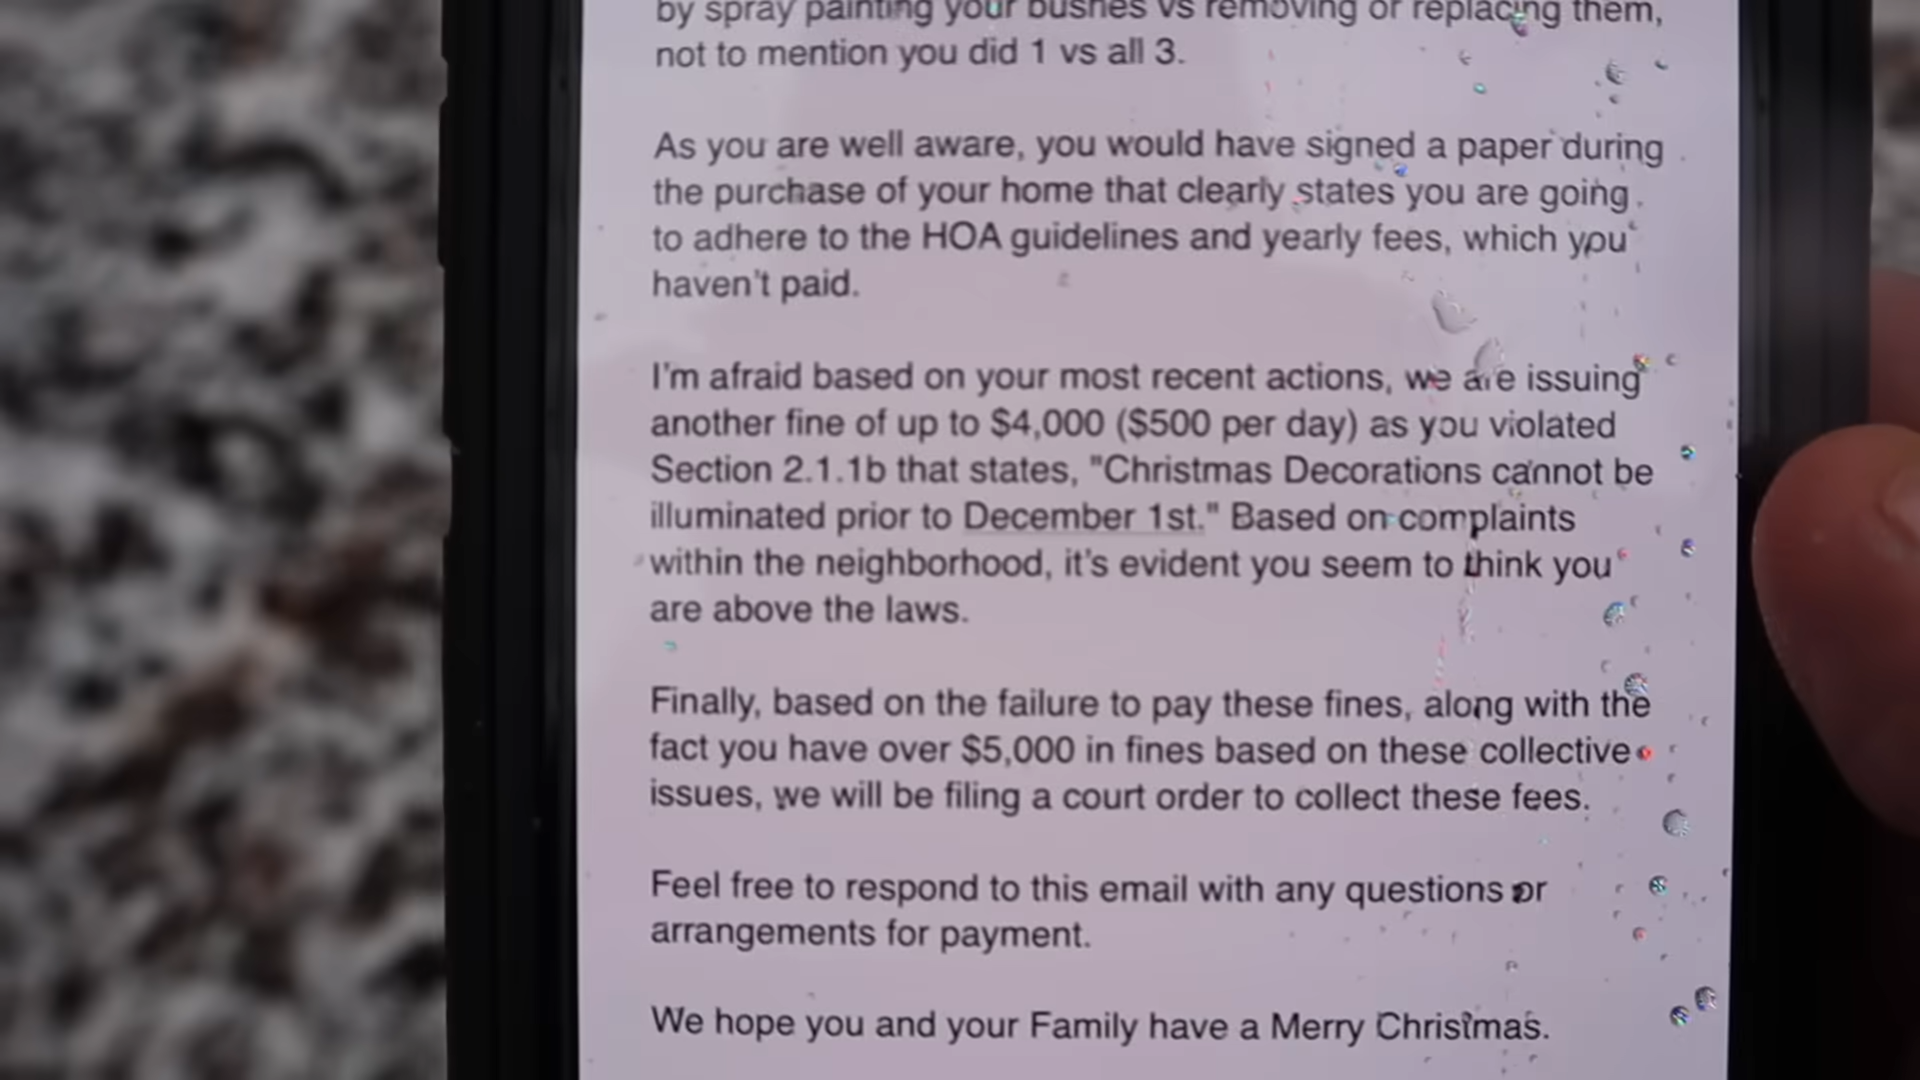 by spray painting your bushes vs removing or replacing them,
not to mention you did 1 vs all 3.
As you are well aware, you would have signed a paper during
the purchase of your home that clearly states you are going
to adhere to the HOA guidelines and yearly fees, which you
haven't paid.
I'm afraid based on your most recent actions, we are issuing
another fine of up to $4,000 ($500 per day) as you violated
Section 2.1.1b that states, "Christmas Decorations cannot be
illuminated prior to December 1st." Based on complaints
within the neighborhood, it's evident you seem to think you
are above the laws.
Finally, based on the failure to pay these fines, along with the
fact you have over $5,000 in fines based on these collective
issues, we will be filing a court order to collect these fees.
Feel free to respond to this email with any questions or
arrangements for payment.
We hope you and your Family have a Merry Christmas.